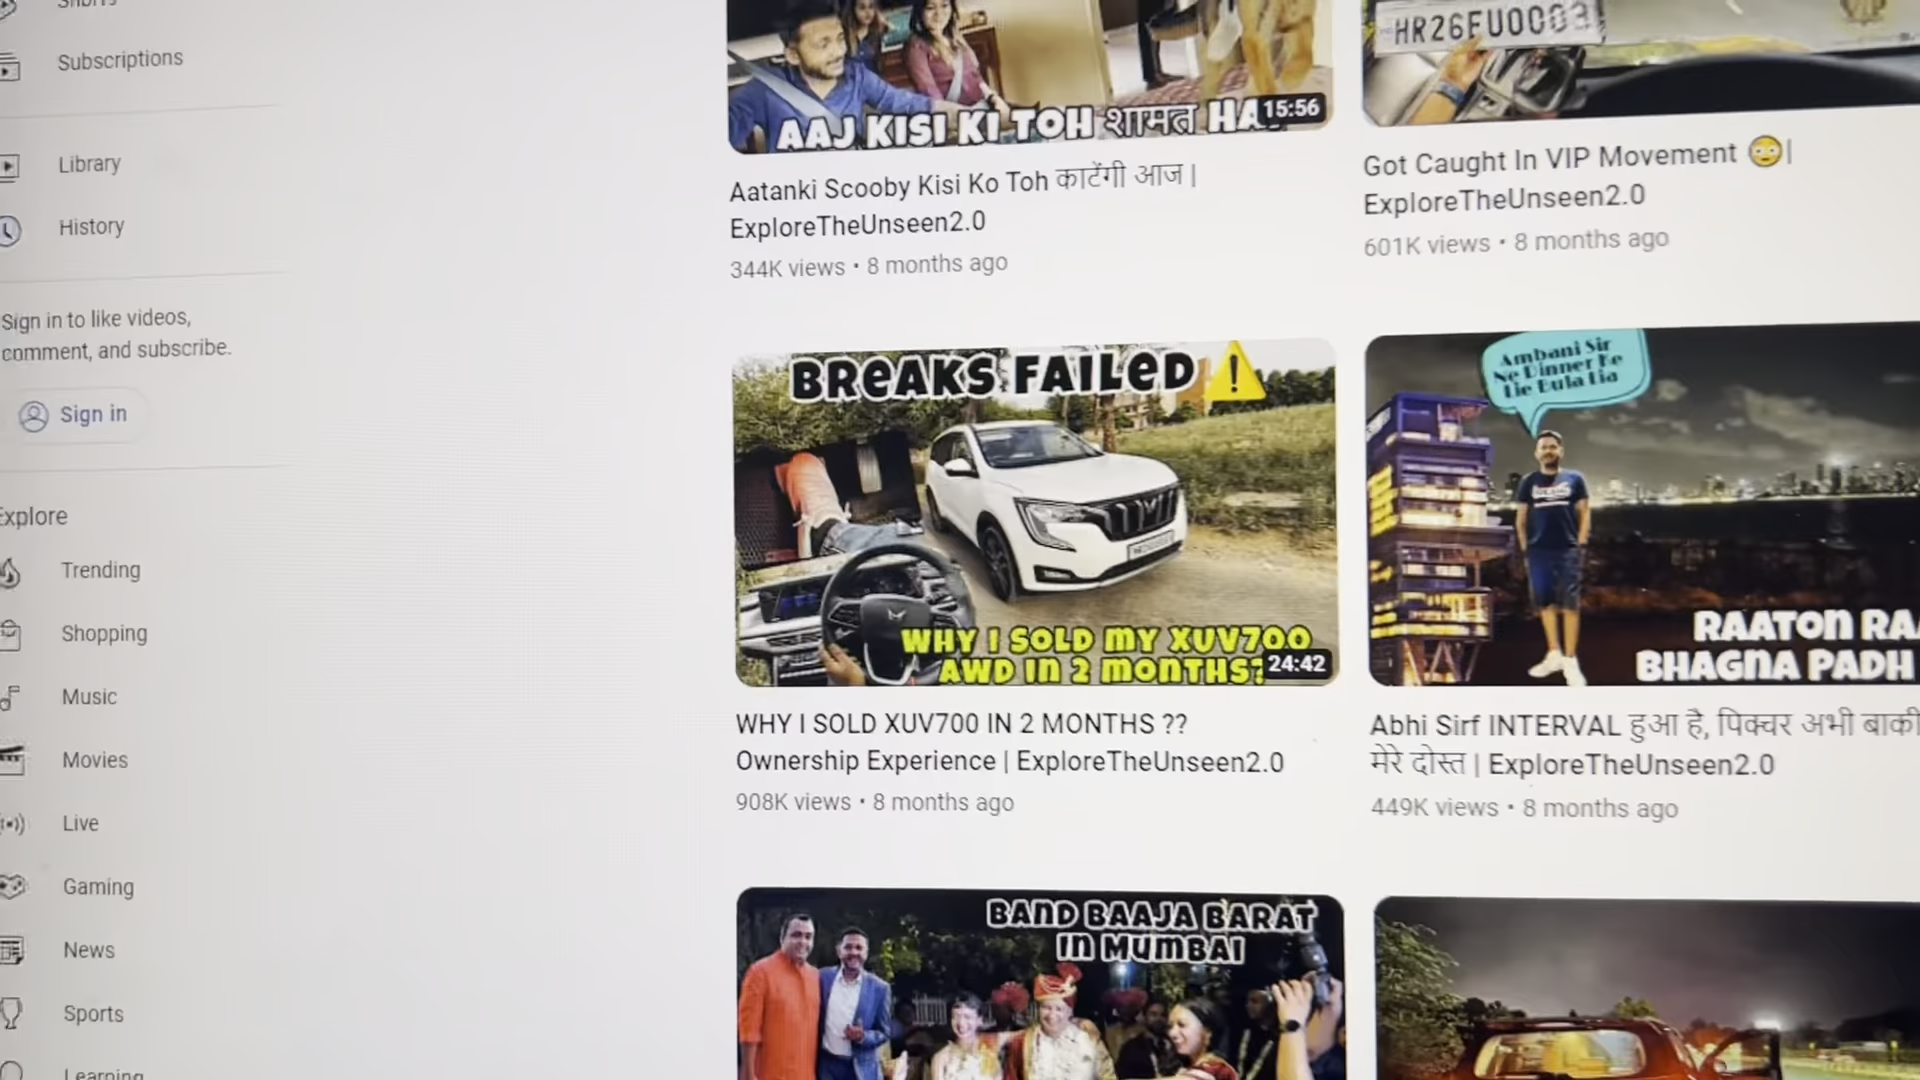 Shorts
Subscriptions
Library
History
Sign in to like videos,
comment, and subscribe.
Sign in
Explore
Trending
Shopping
Music
Movies
Live
Gaming
News
Sports
Learning
AAJ KISI KI TOH शामत HA
15:56
Aatanki Scooby Kisi Ko Toh काटेंगी आज |
ExploreTheUnseen2.0
344K views • 8 months ago
HR26EU0003
Got Caught In VIP Movement 😳|
ExploreTheUnseen2.0
601K views • 8 months ago
BREAKS FAILED ⚠
WHY I SOLD MY XUV700
AWD IN 2 MONTHS?
24:42
WHY I SOLD XUV700 IN 2 MONTHS ??
Ownership Experience | ExploreTheUnseen2.0
908K views • 8 months ago
Ambani Sir
Ne Dinner Ke
Lie Bula Lia
RAATON RA
BHAGNA PADH
Abhi Sirf INTERVAL हुआ है, पिक्चर अभी बाकी
मेरे दोस्त | ExploreTheUnseen2.0
449K views • 8 months ago
BAND BAAJA BARAT
IN MUMBAI